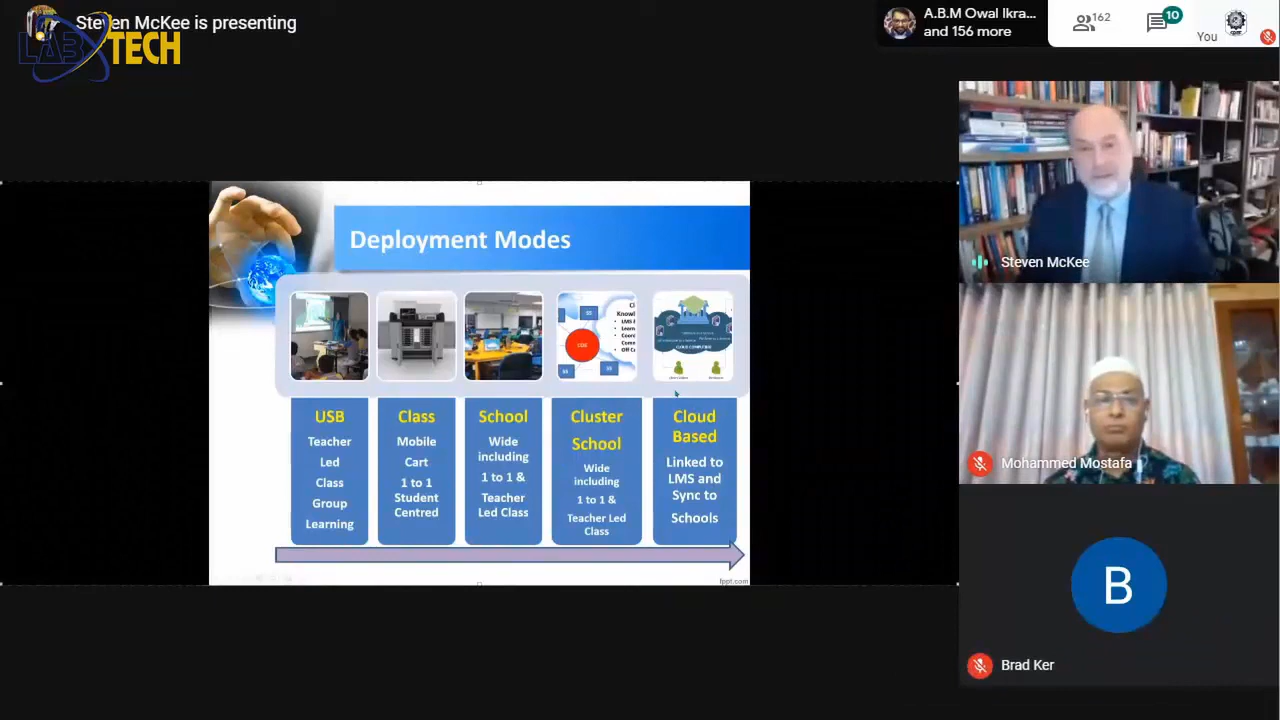 Steven McKee is presenting
LAB TECH
A.B.M Owal Ikra...
and 156 more
162
10
You
Steven McKee
Mohammed Mostafa
B
Brad Ker
Deployment Modes
USB
Teacher
Led
Class
Group
Learning
Class
Mobile
Cart
1 to 1
Student
Centred
School
Wide
including
1 to 1 &
Teacher
Led Class
Cluster
School
Wide
including
1 to 1 &
Teacher Led
Class
Cloud
Based
Linked to
LMS and
Sync to
Schools
fppt.com